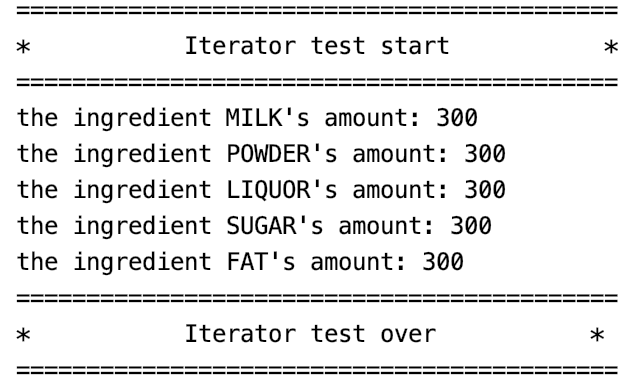 ===========================================
*           Iterator test start           *
===========================================
the ingredient MILK's amount: 300
the ingredient POWDER's amount: 300
the ingredient LIQUOR's amount: 300
the ingredient SUGAR's amount: 300
the ingredient FAT's amount: 300
===========================================
*           Iterator test over           *
===========================================